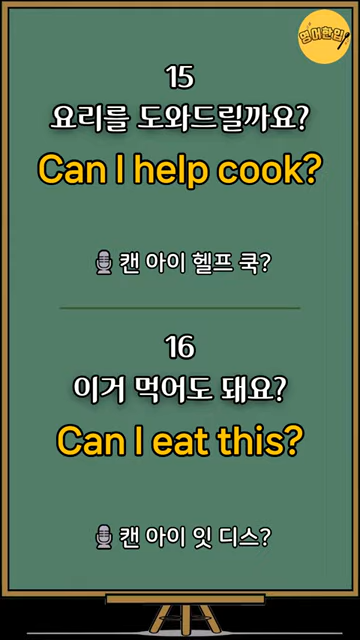 영어한입
15
요리를 도와드릴까요?
Can I help cook?
캔 아이 헬프 쿡?
16
이거 먹어도 돼요?
Can I eat this?
캔 아이 잇 디스?